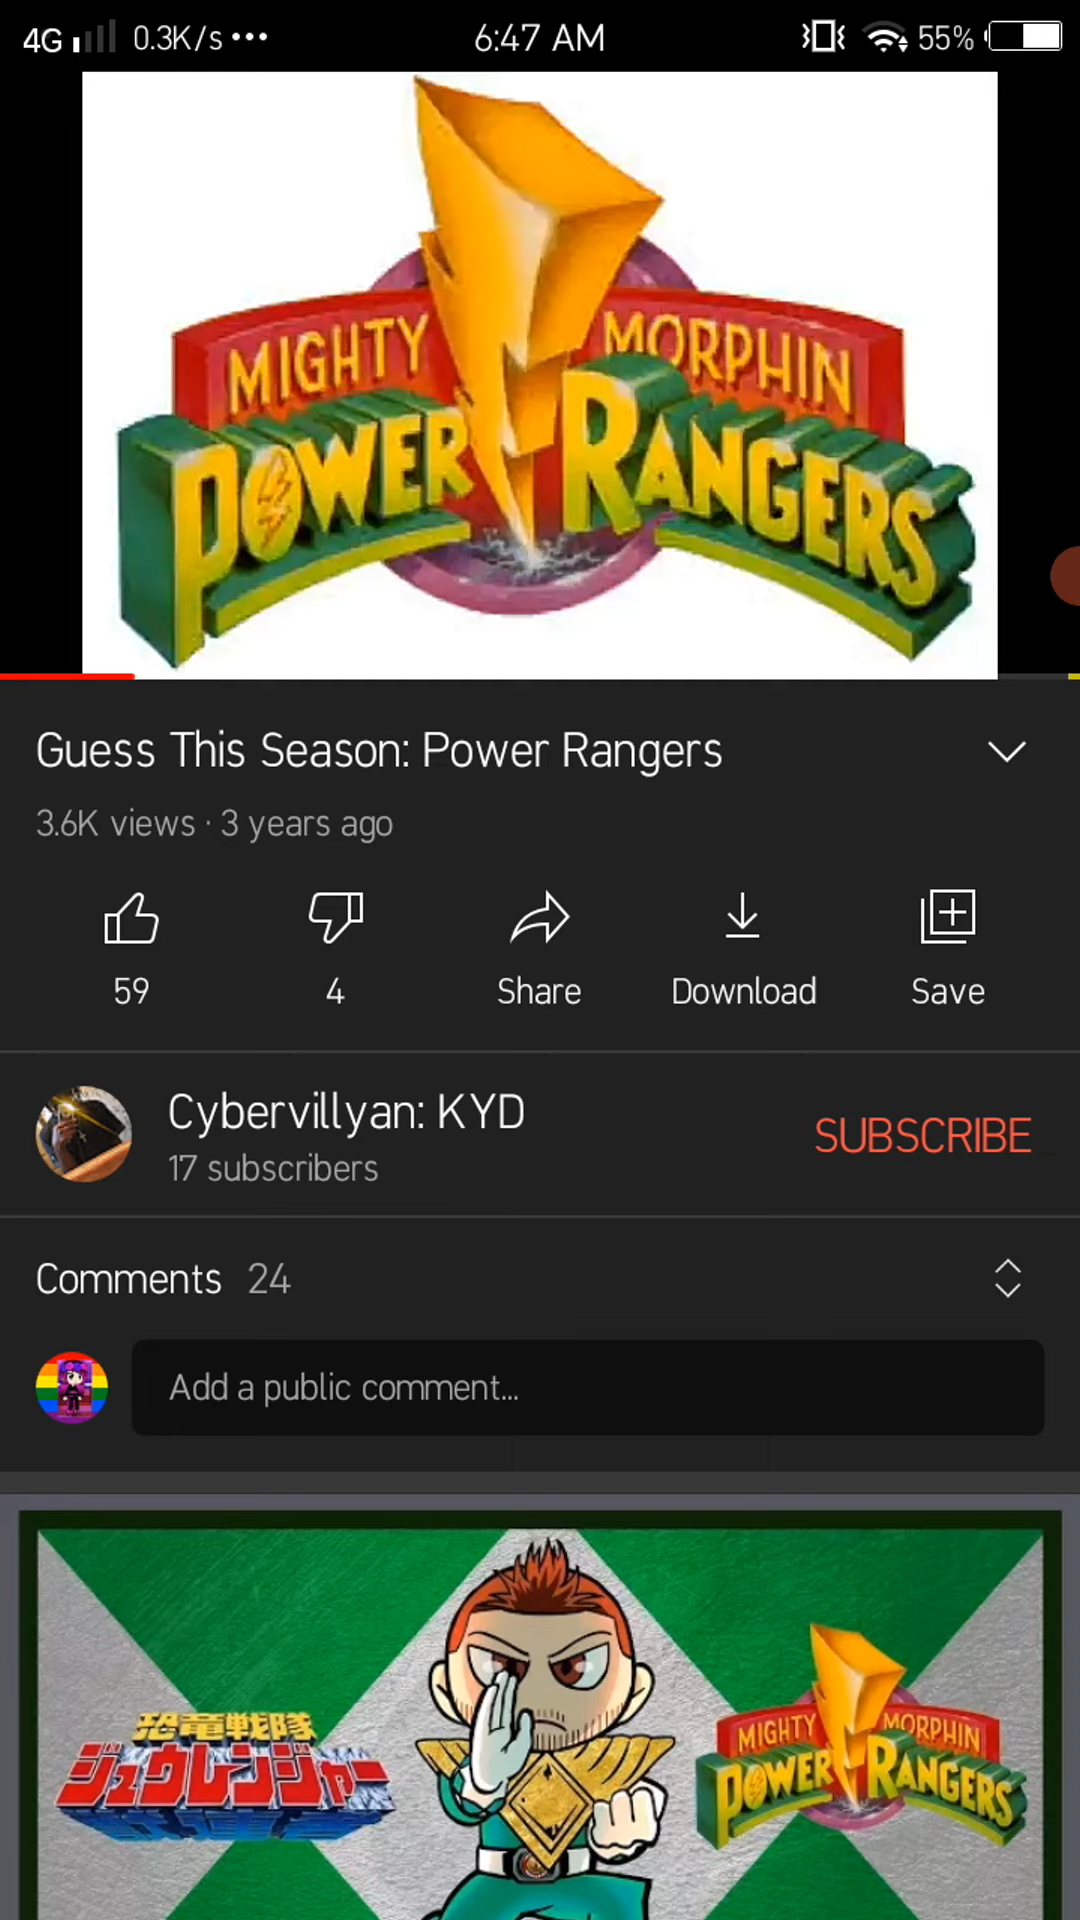 4G 0.3K/s ••• 6:47 AM 55%
MIGHTY MORPHIN
POWER RANGERS
Guess This Season: Power Rangers
3.6K views · 3 years ago
59 4 Share Download Save
Cybervillyan: KYD
17 subscribers
SUBSCRIBE
Comments 24
Add a public comment...
恐竜戦隊
ジュウレンジャー
MIGHTY MORPHIN
POWER RANGERS